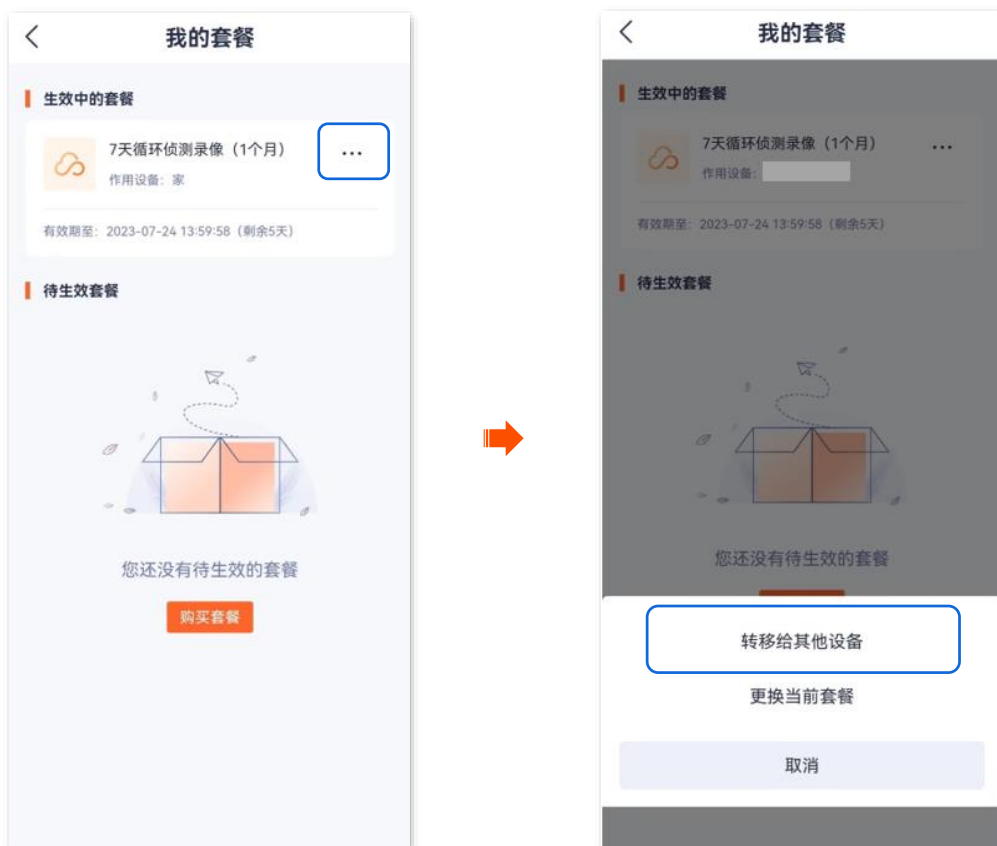 我的套餐
生效中的套餐
7天循环侦测录像（1个月）
...
作用设备：家
有效期至：2023-07-24 13:59:58（剩余5天）
待生效套餐
您还没有待生效的套餐
购买套餐
我的套餐
生效中的套餐
7天循环侦测录像（1个月）
...
作用设备:
有效期至：2023-07-24 13:59:58（剩余5天）
待生效套餐
您还没有待生效的套餐
转移给其他设备
更换当前套餐
取消